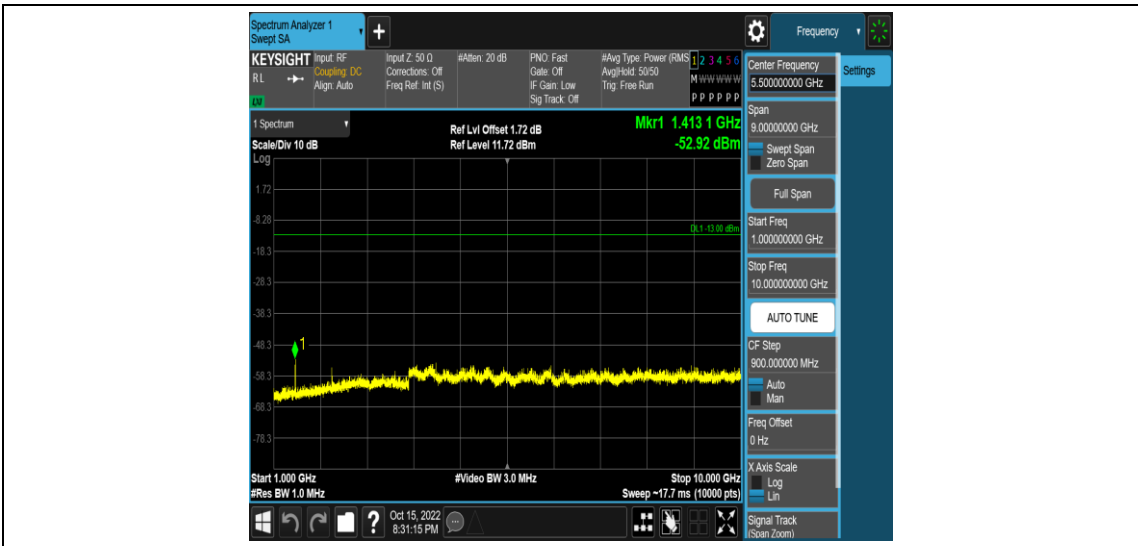 Spectrum Analyzer 1
Swept SA
+
Frequency
KEYSIGHT
RL
LXI
Input: RF
Coupling: DC
Align: Auto
Input Z: 50 Ω
Corrections: Off
Freq Ref: Int (S)
#Atten: 20 dB
PNO: Fast
Gate: Off
IF Gain: Low
Sig Track: Off
#Avg Type: Power (RMS
Avg|Hold: 50/50
Trig: Free Run
1 2 3 4 5 6
M W W W W W
P P P P P P
1 Spectrum
Scale/Div 10 dB
Log
Ref Lvl Offset 1.72 dB
Ref Level 11.72 dBm
Mkr1 1.413 1 GHz
-52.92 dBm
1.72
-8.28
DL1 -13.00 dBm
-18.3
-28.3
-38.3
-48.3
1
-58.3
-68.3
-78.3
Start 1.000 GHz
#Res BW 1.0 MHz
#Video BW 3.0 MHz
Stop 10.000 GHz
Sweep ~17.7 ms (10000 pts)
?
Oct 15, 2022
8:31:15 PM
Center Frequency
5.500000000 GHz
Settings
Span
9.00000000 GHz
Swept Span
Zero Span
Full Span
Start Freq
1.000000000 GHz
Stop Freq
10.000000000 GHz
AUTO TUNE
CF Step
900.000000 MHz
Auto
Man
Freq Offset
0 Hz
X Axis Scale
Log
Lin
Signal Track
(Span Zoom)